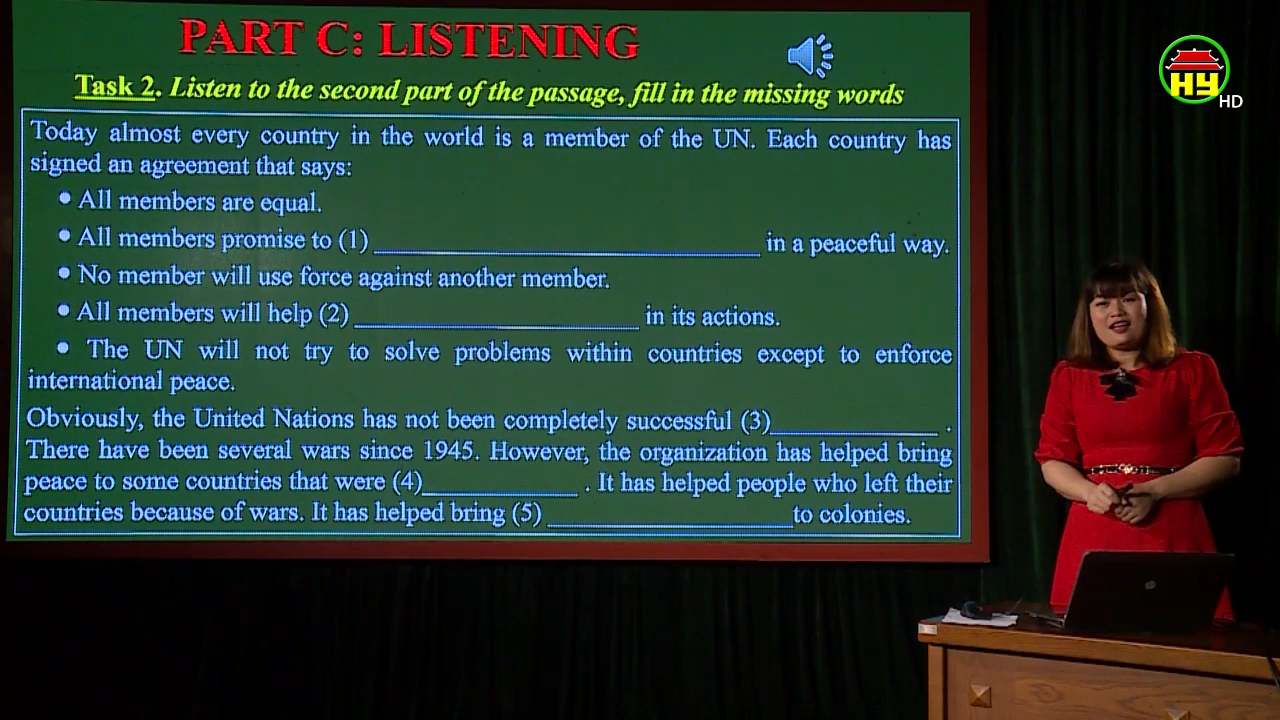 PART C: LISTENING
Task 2. Listen to the second part of the passage, fill in the missing words
Today almost every country in the world is a member of the UN. Each country has
signed an agreement that says:
• All members are equal.
• All members promise to (1) ______________________________ in a peaceful way.
• No member will use force against another member.
• All members will help (2) ______________________ in its actions.
• The UN will not try to solve problems within countries except to enforce
international peace.
Obviously, the United Nations has not been completely successful (3)_____________ .
There have been several wars since 1945. However, the organization has helped bring
peace to some countries that were (4)____________ . It has helped people who left their
countries because of wars. It has helped bring (5) ___________________to colonies.
HY
HD